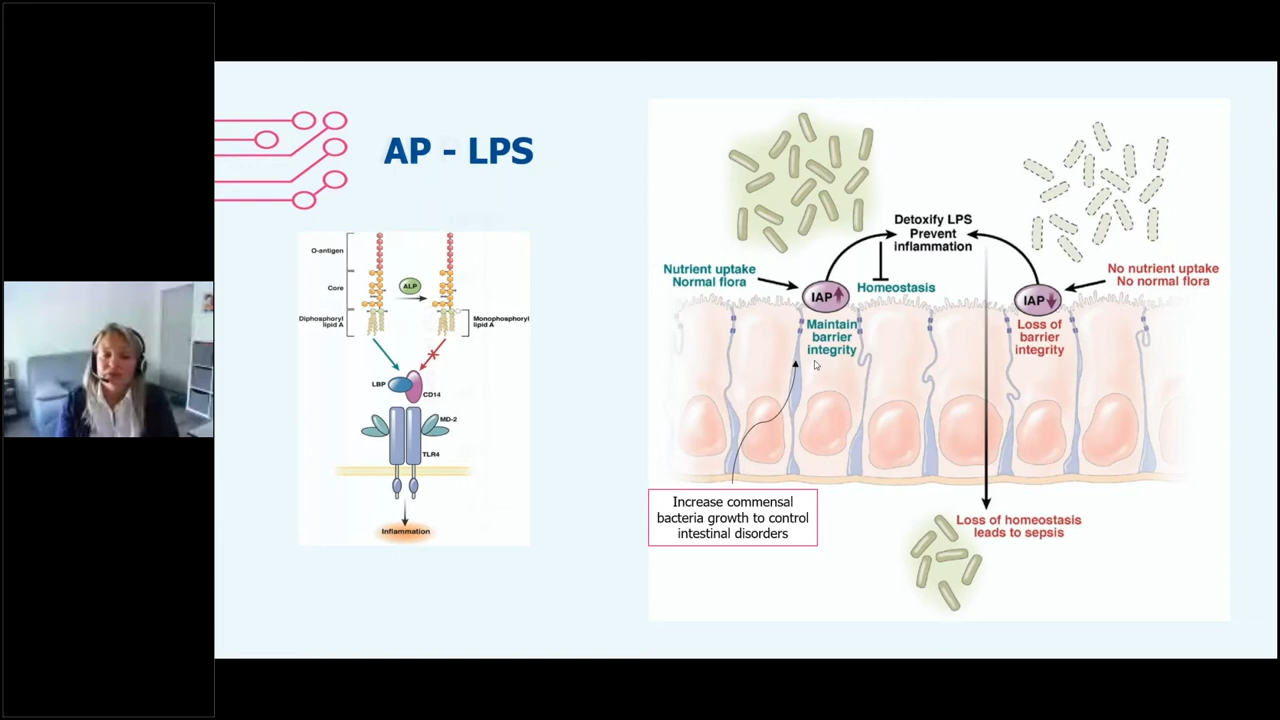 AP - LPS
O-antigen
Core
ALP
Diphosphoryl
lipid A
Monophosphoryl
lipid A
LBP
CD14
MD-2
TLR4
Inflammation
Detoxify LPS
Prevent
inflammation
Nutrient uptake
Normal flora
IAP
Homeostasis
Maintain
barrier
integrity
No nutrient uptake
No normal flora
IAP
Loss of
barrier
integrity
Increase commensal
bacteria growth to control
intestinal disorders
Loss of homeostasis
leads to sepsis